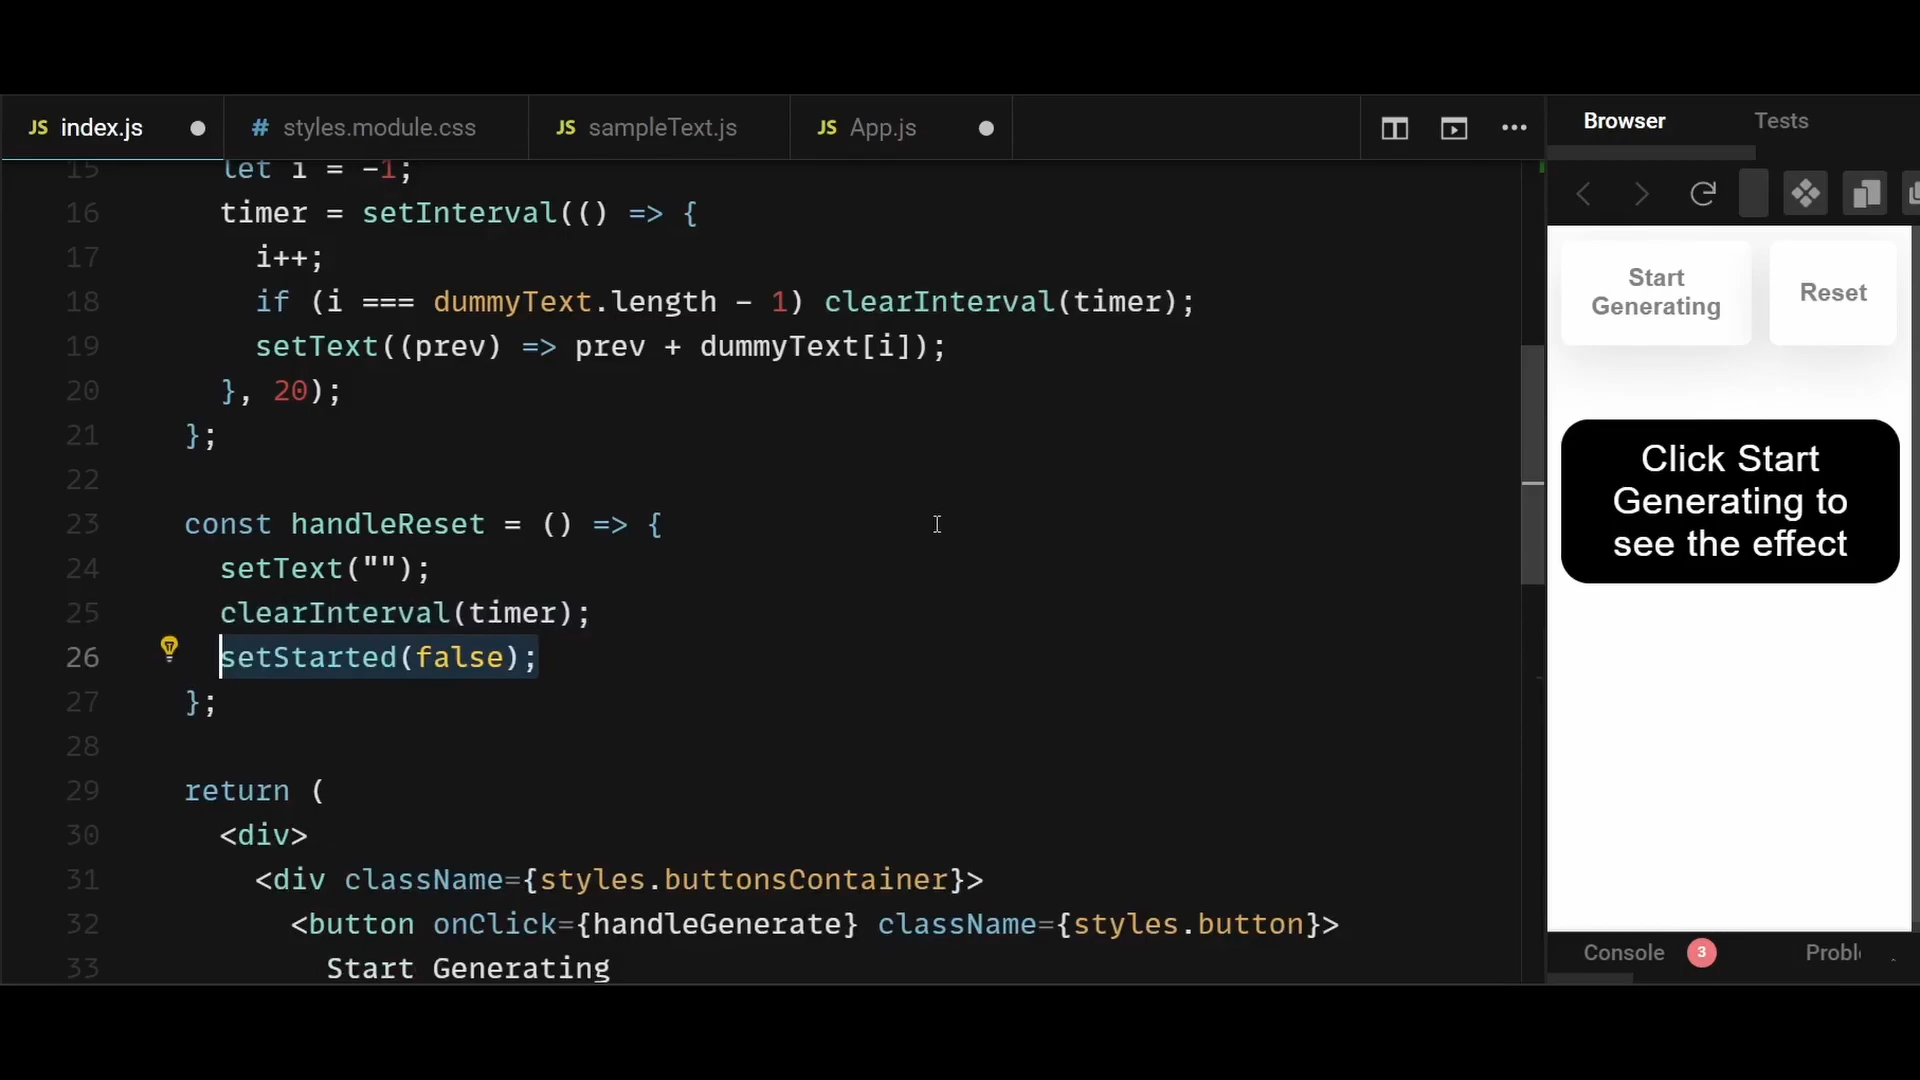 JS index.js
# styles.module.css
JS sampleText.js
JS App.js
Browser
Tests
15 let i = -1;
16 timer = setInterval(() => {
17 i++;
18 if (i === dummyText.length - 1) clearInterval(timer);
19 setText((prev) => prev + dummyText[i]);
20 }, 20);
21 };
22
23 const handleReset = () => {
24 setText("");
25 clearInterval(timer);
26 setStarted(false);
27 };
28
29 return (
30 <div>
31 <div className={styles.buttonsContainer}>
32 <button onClick={handleGenerate} className={styles.button}>
33 Start Generating
Start
Generating
Reset
Click Start
Generating to
see the effect
Console 3